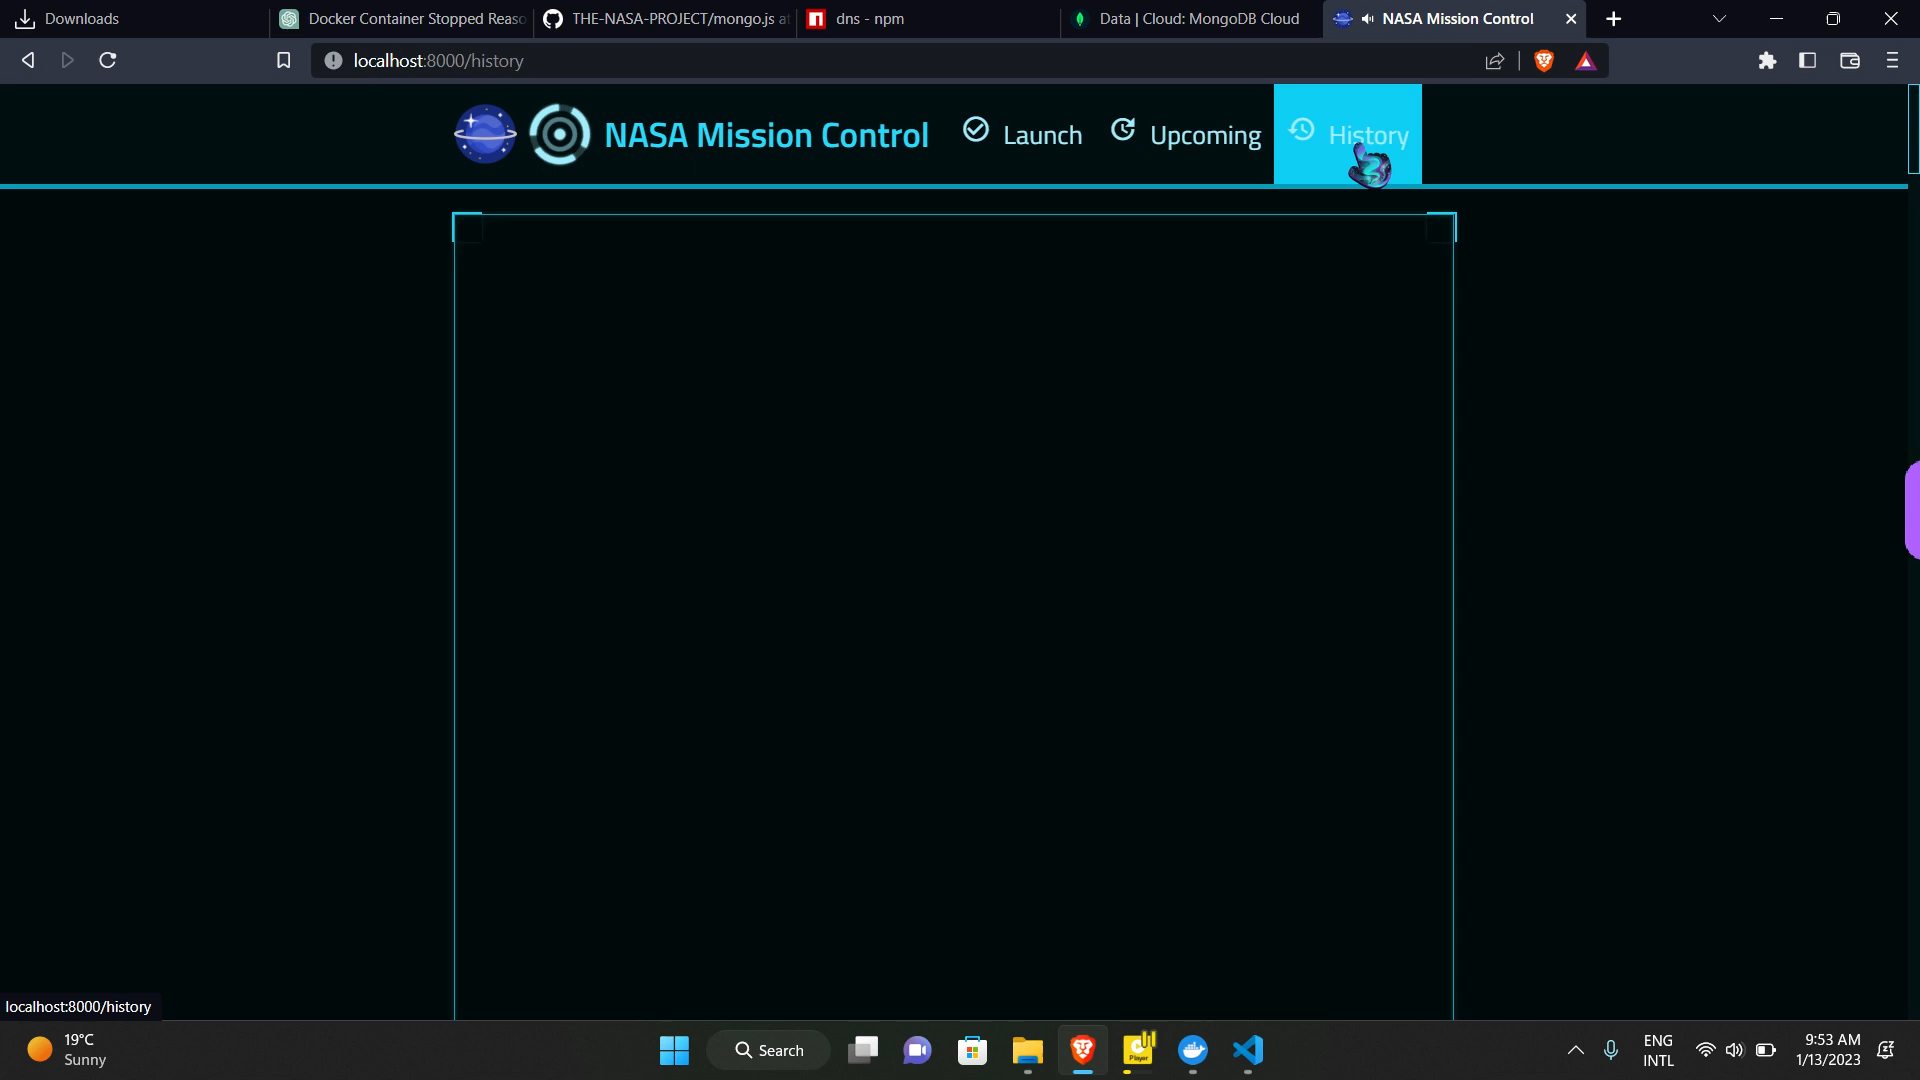 Downloads
Docker Container Stopped Reaso
THE-NASA-PROJECT/mongo.js at
dns - npm
Data | Cloud: MongoDB Cloud
NASA Mission Control
localhost:8000/history
NASA Mission Control
Launch
Upcoming
History
localhost:8000/history
19°C
Sunny
Search
Player
ENG
INTL
9:53 AM
1/13/2023